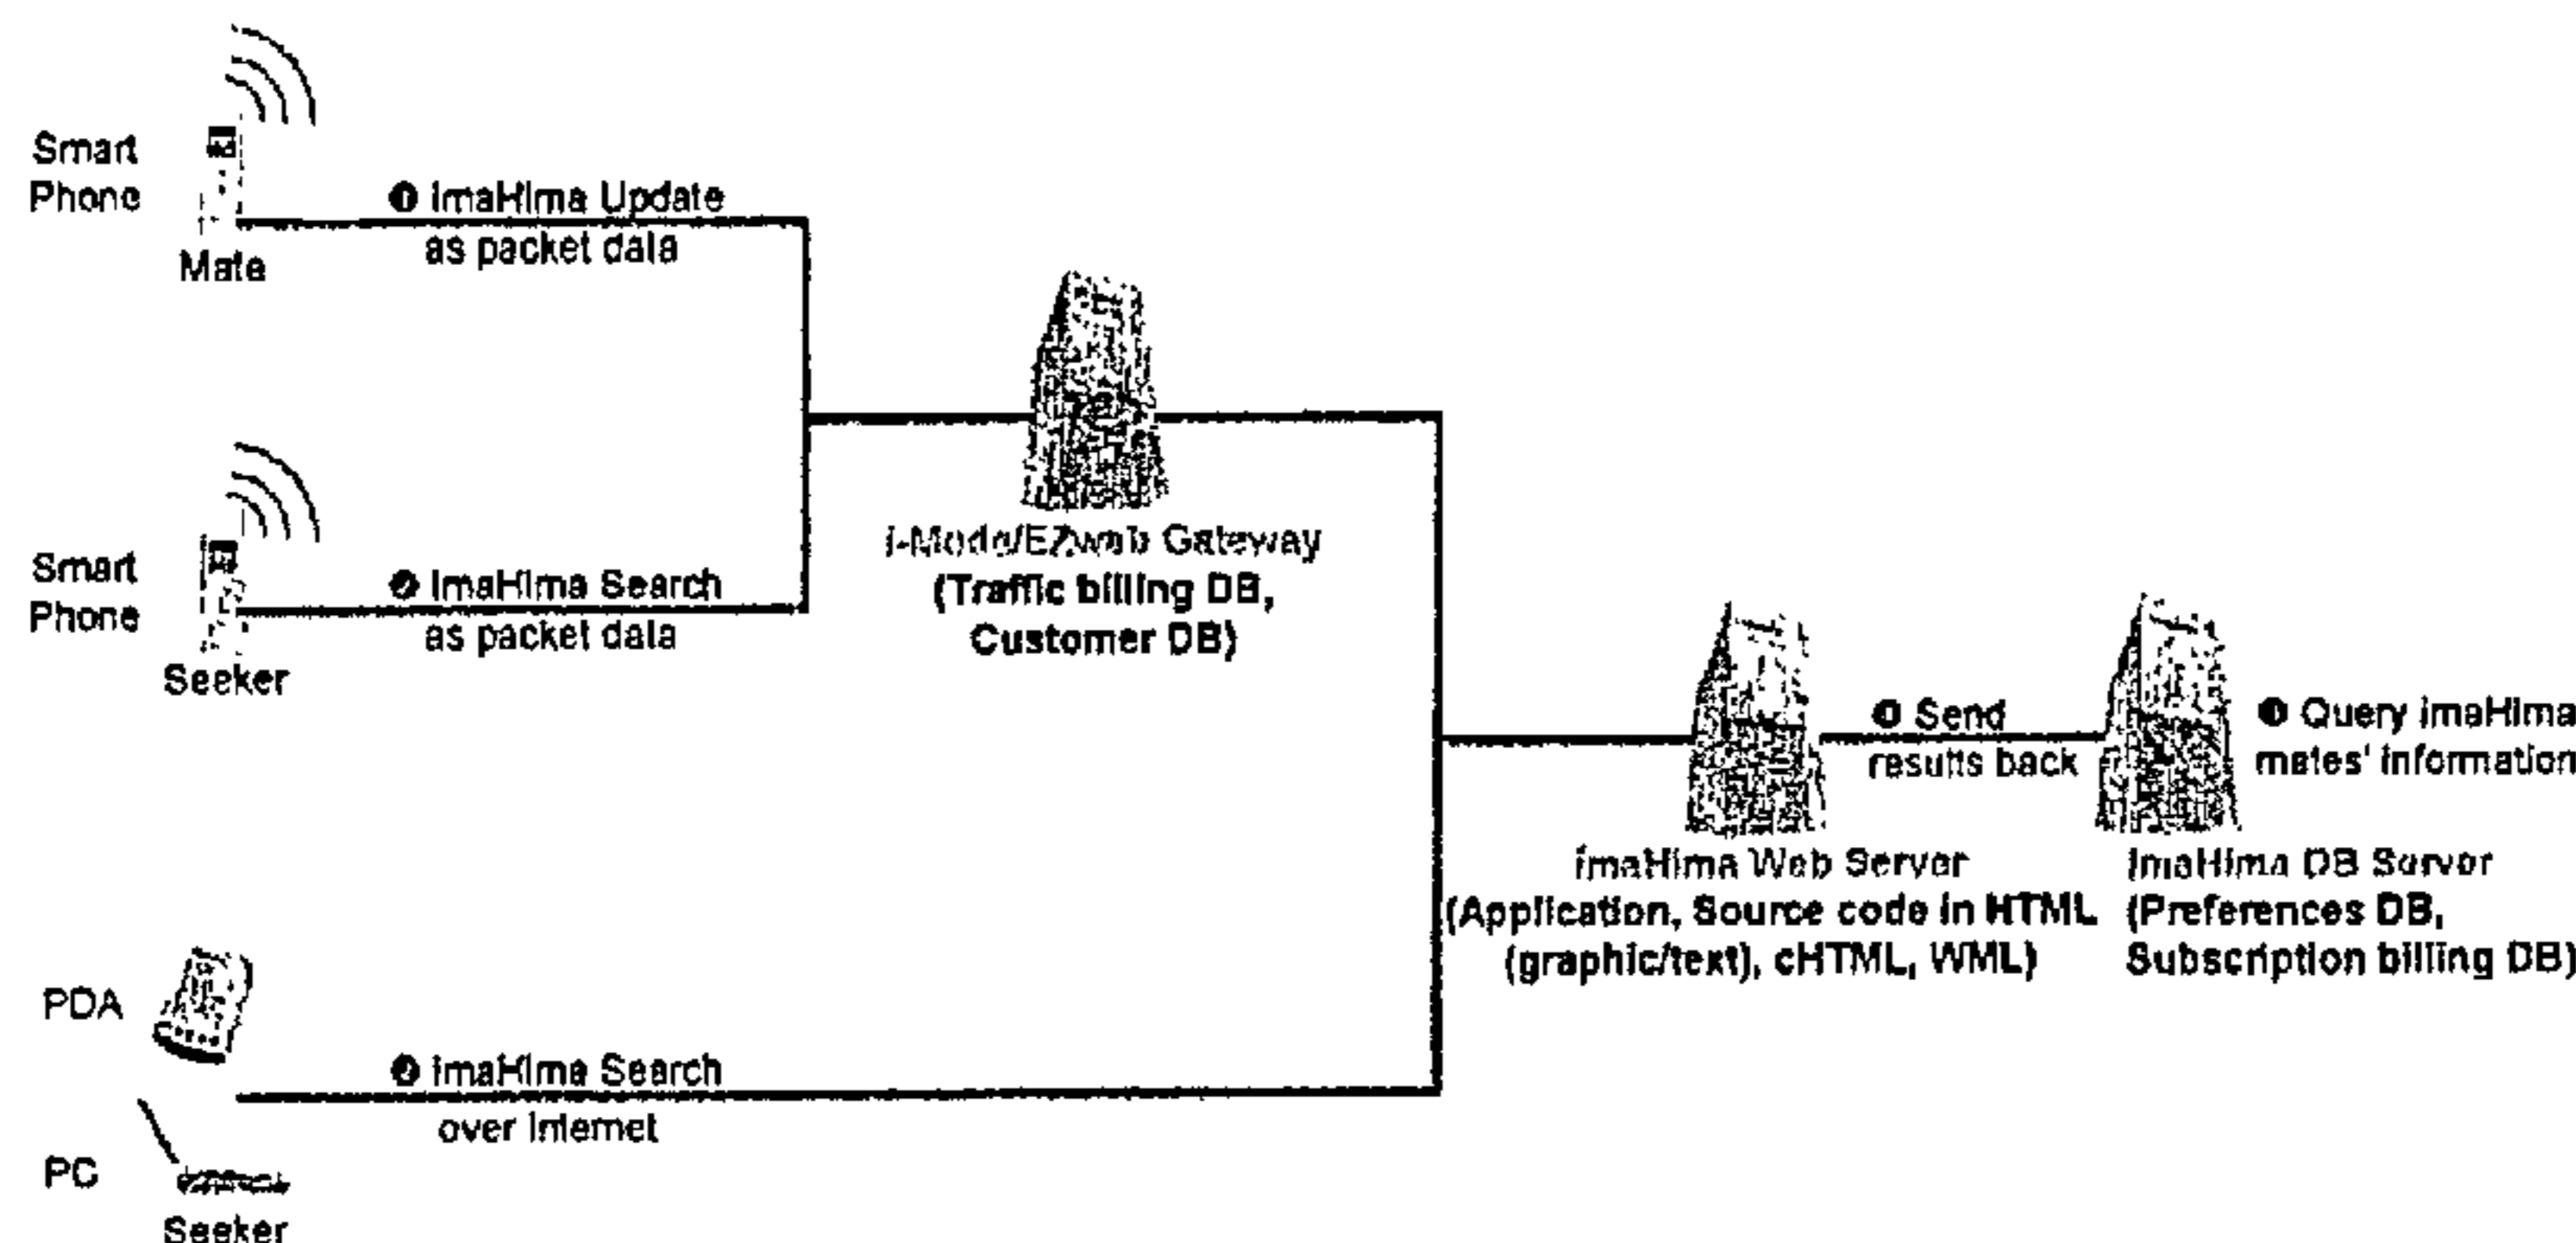 Smart
Phone
Mate
❶ ImaHima Update
as packet data
Smart
Phone
Seeker
❷ ImaHima Search
as packet data
i-Mode/EZweb Gateway
(Traffic billing DB,
Customer DB)
PDA
PC
Seeker
ImaHima Search
over Internet
ImaHima Web Server
(Application, Source code in HTML
(graphic/text), cHTML, WML)
Send
results back
ImaHima DB Server
(Preferences DB,
Subscription billing DB)
Query ImaHima
mates' information